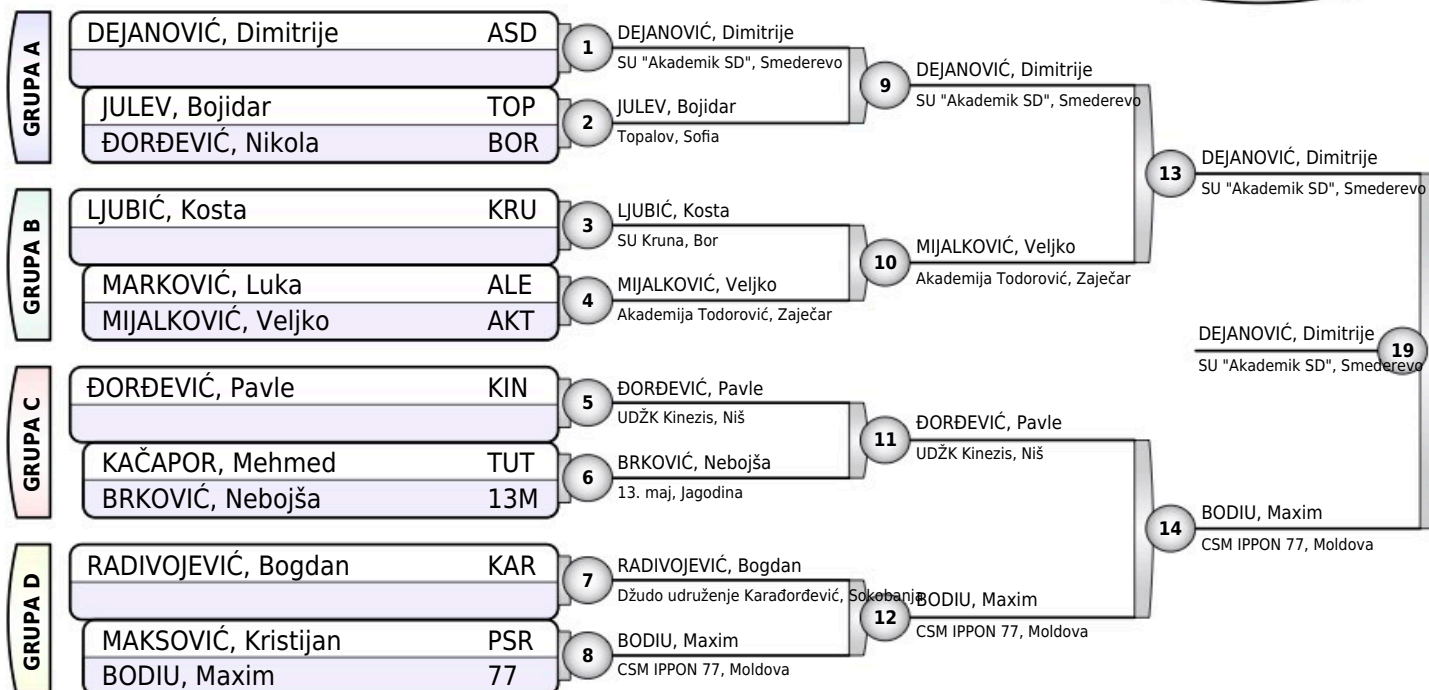 GRUPA A
DEJANOVIĆ, Dimitrije ASD
JULEV, Bojidar TOP
ĐORĐEVIĆ, Nikola BOR
1
DEJANOVIĆ, Dimitrije
SU "Akademik SD", Smederevo
2
JULEV, Bojidar
Topalov, Sofia
9
DEJANOVIĆ, Dimitrije
SU "Akademik SD", Smederevo
GRUPA B
LJUBIĆ, Kosta KRU
MARKOVIĆ, Luka ALE
MIJALKOVIĆ, Veljko AKT
3
LJUBIĆ, Kosta
SU Kruna, Bor
4
MIJALKOVIĆ, Veljko
Akademija Todorović, Zaječar
10
MIJALKOVIĆ, Veljko
Akademija Todorović, Zaječar
13
DEJANOVIĆ, Dimitrije
SU "Akademik SD", Smederevo
GRUPA C
ĐORĐEVIĆ, Pavle KIN
KAČAPOR, Mehmed TUT
BRKOVIĆ, Nebojša 13M
5
ĐORĐEVIĆ, Pavle
UDŽK Kinezis, Niš
6
BRKOVIĆ, Nebojša
13. maj, Jagodina
11
ĐORĐEVIĆ, Pavle
UDŽK Kinezis, Niš
GRUPA D
RADIVOJEVIĆ, Bogdan KAR
MAKSOVIĆ, Kristijan PSR
BODIU, Maxim 77
7
RADIVOJEVIĆ, Bogdan
Džudo udruženje Karađorđević, Sokobanja
8
BODIU, Maxim
CSM IPPON 77, Moldova
12
BODIU, Maxim
CSM IPPON 77, Moldova
14
BODIU, Maxim
CSM IPPON 77, Moldova
DEJANOVIĆ, Dimitrije
SU "Akademik SD", Smederevo
19